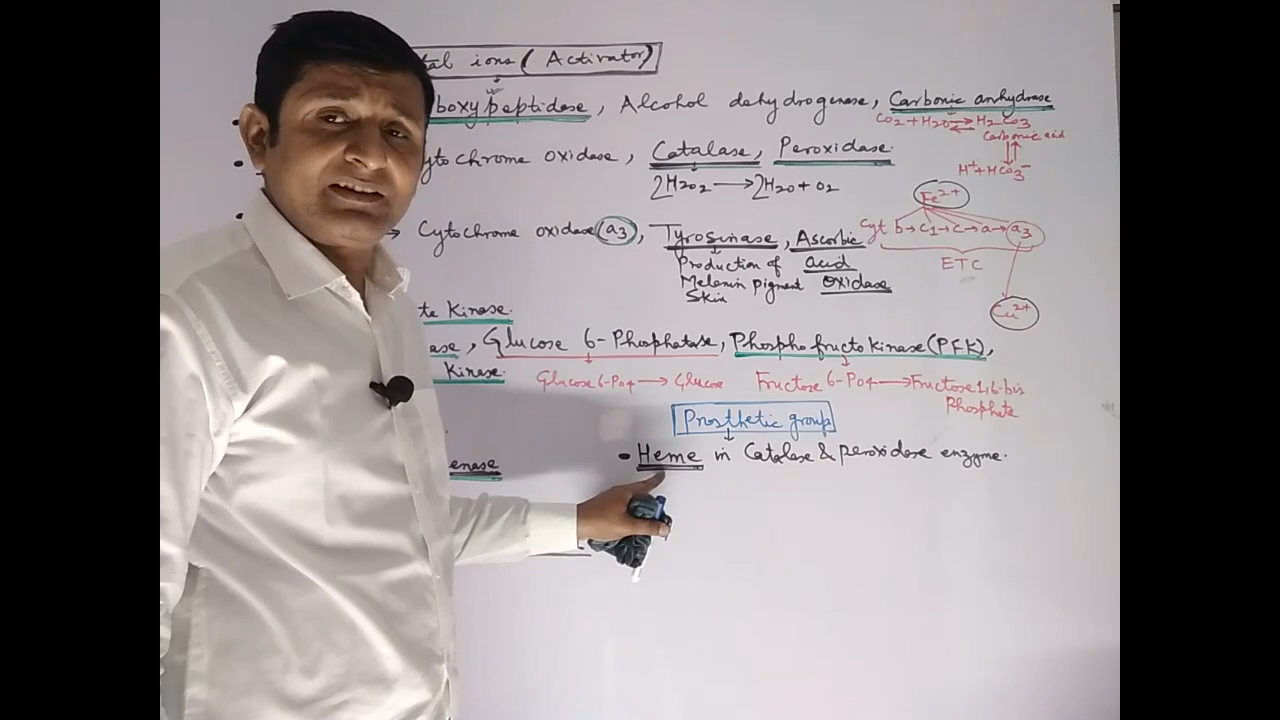 tal ions (Activator)
boxypeptidase, Alcohol dehydrogenase, Carbonic anhydrase
CO2 + H2O ⇌ H2CO3
Carbonic acid
H+ + HCO3-
ytochrome oxidase, Catalase, Peroxidase.
2H2O2 → 2H2O + O2
Fe2+
→ Cytochrome oxidase (a3), Tyrosinase, Ascorbic
acid
oxidase
Production of
Melanin pigment
Skin
Cyt b → C1 → C → a → a3
ETC
Cu2+
te Kinase.
ase, Glucose 6-Phosphatase, Phosphofructokinase (PFK),
Kinase.
Glucose 6-PO4 → Glucose
Fructose 6-PO4 → Fructose 1,6-bis
Phosphate
Prosthetic group
• Heme in Catalase & peroxidase enzyme.
enase